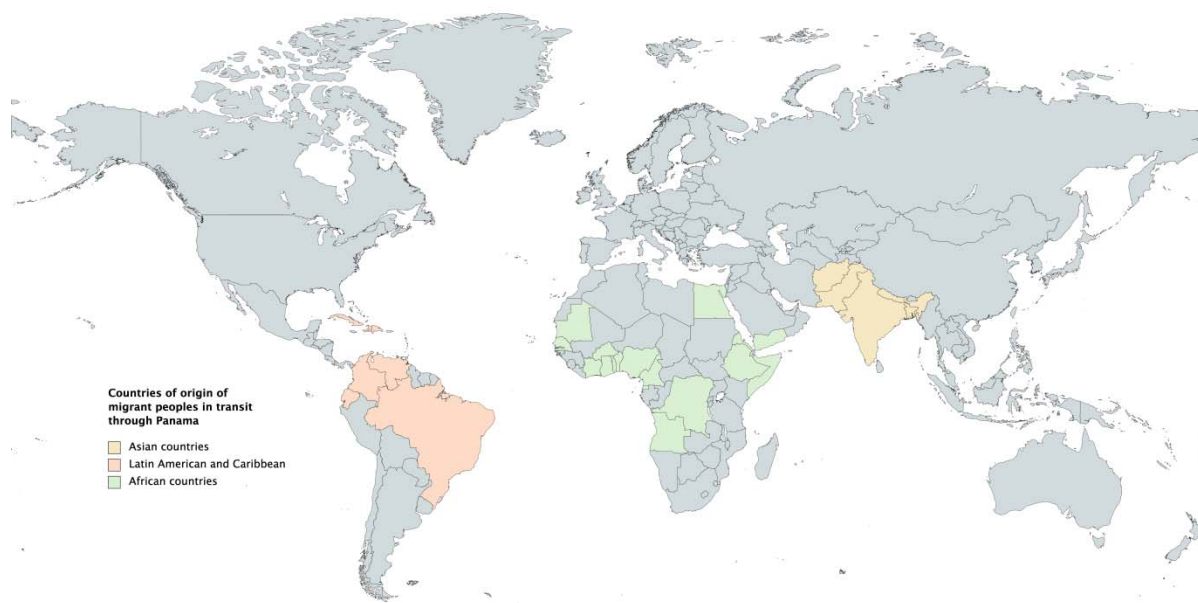 Countries of origin of
migrant peoples in transit
through Panama
Asian countries
Latin American and Caribbean
African countries